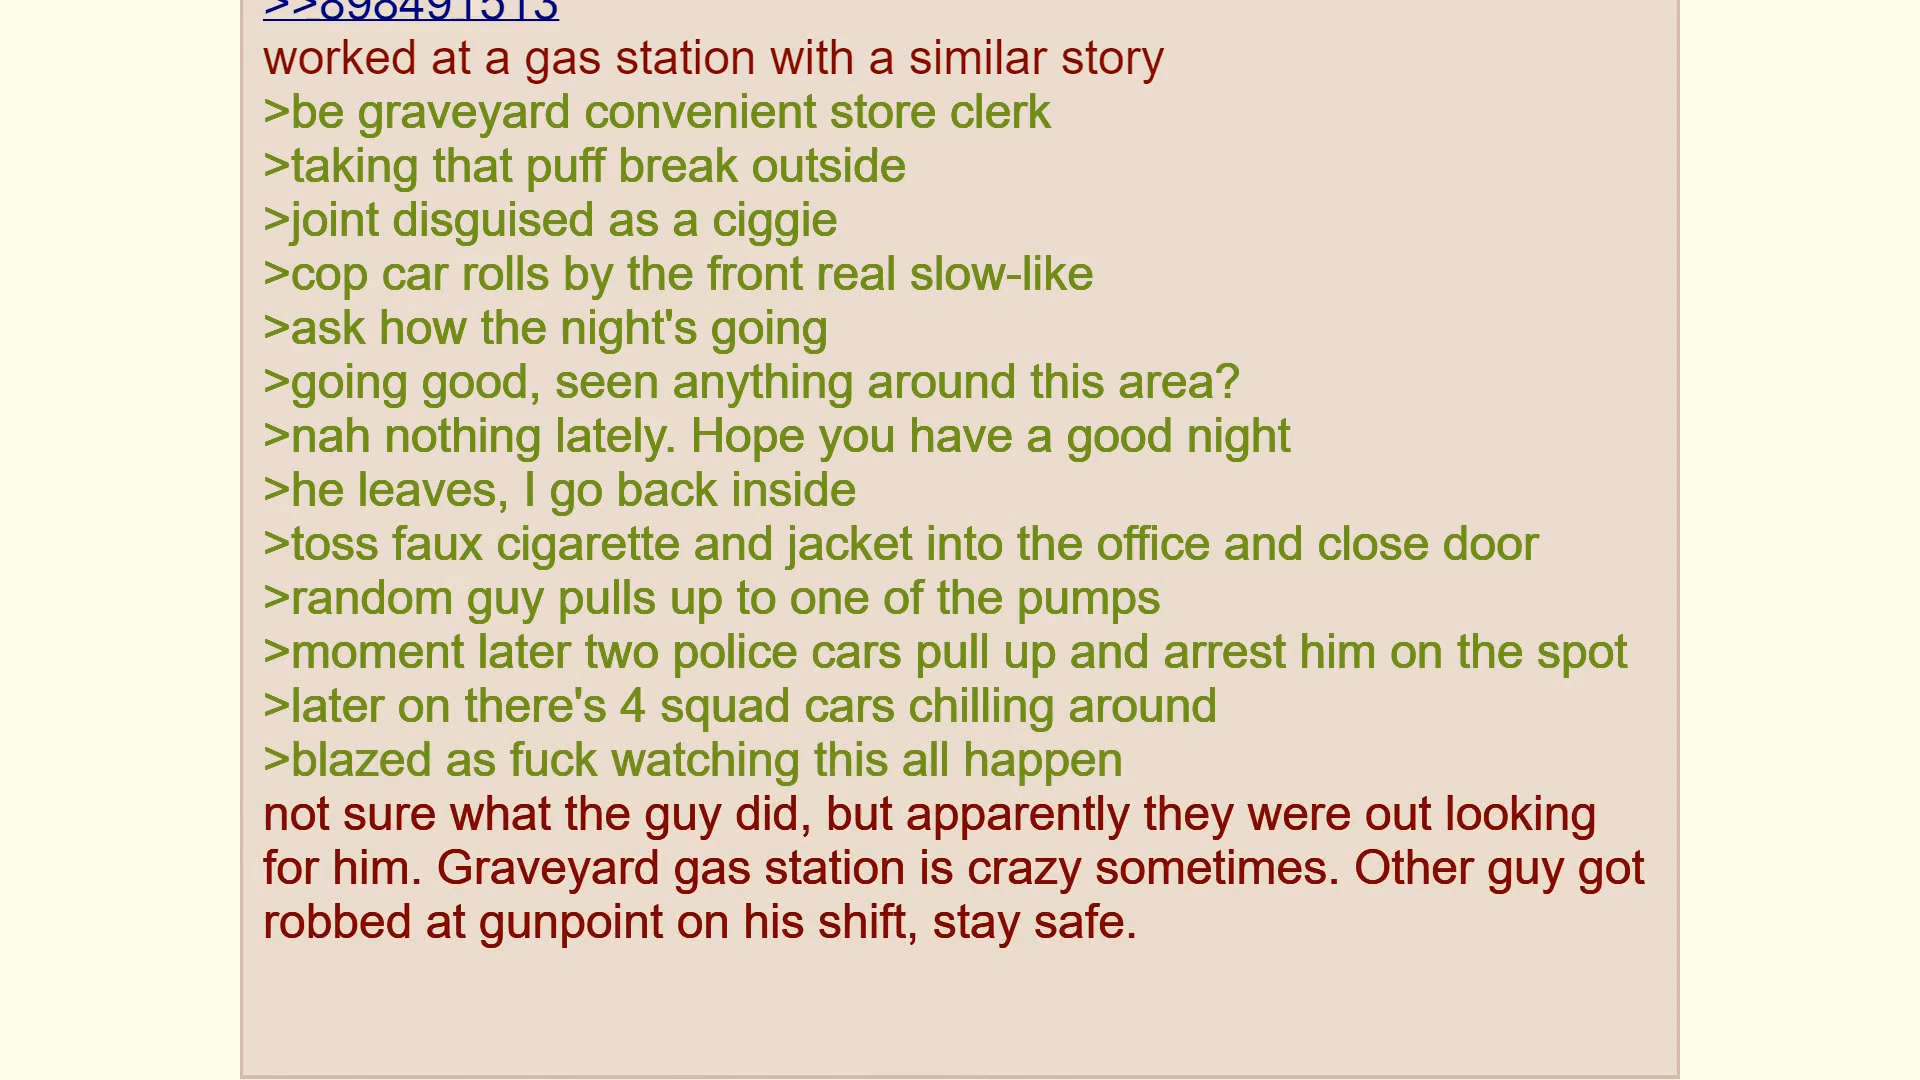 >>898491513
worked at a gas station with a similar story
>be graveyard convenient store clerk
>taking that puff break outside
>joint disguised as a ciggie
>cop car rolls by the front real slow-like
>ask how the night's going
>going good, seen anything around this area?
>nah nothing lately. Hope you have a good night
>he leaves, I go back inside
>toss faux cigarette and jacket into the office and close door
>random guy pulls up to one of the pumps
>moment later two police cars pull up and arrest him on the spot
>later on there's 4 squad cars chilling around
>blazed as fuck watching this all happen
not sure what the guy did, but apparently they were out looking
for him. Graveyard gas station is crazy sometimes. Other guy got
robbed at gunpoint on his shift, stay safe.